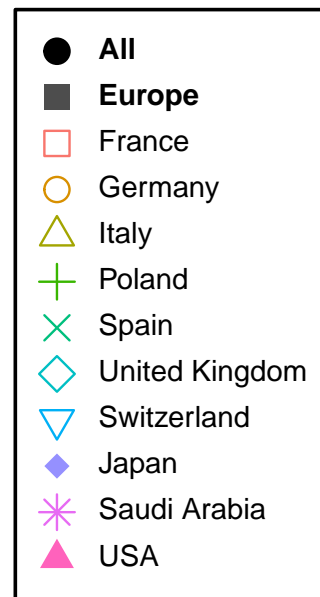 All
Europe
France
Germany
Italy
Poland
Spain
United Kingdom
Switzerland
Japan
Saudi Arabia
USA